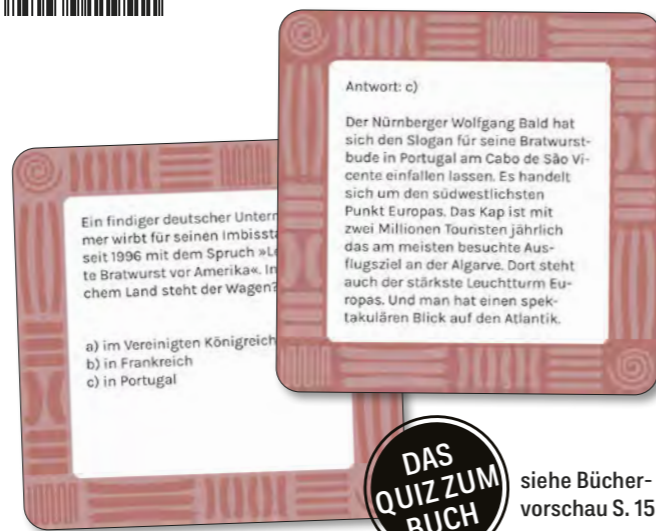 Ein findiger deutscher Untern
mer wirbt für seinen Imbisssta
seit 1996 mit dem Spruch »Le
te Bratwurst vor Amerika«. In
chem Land steht der Wagen?
a) im Vereinigten Königreich
b) in Frankreich
c) in Portugal
Antwort: c)
Der Nürnberger Wolfgang Bald hat
sich den Slogan für seine Bratwurst-
bude in Portugal am Cabo de São Vi-
cente einfallen lassen. Es handelt
sich um den südwestlichsten
Punkt Europas. Das Kap ist mit
zwei Millionen Touristen jährlich
das am meisten besuchte Aus-
flugsziel an der Algarve. Dort steht
auch der stärkste Leuchtturm Eu-
ropas. Und man hat einen spek-
takulären Blick auf den Atlantik.
DAS
QUIZ ZUM
BUCH
siehe Bücher-
vorschau S. 15